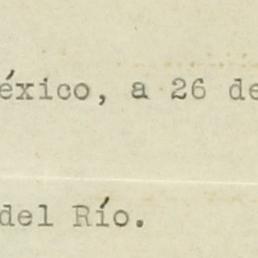 éxico, a 26 de
del Río.